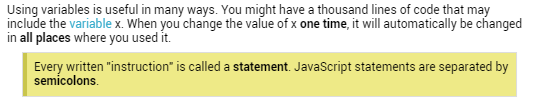 Using variables is useful in many ways. You might have a thousand lines of code that may
include the variable x. When you change the value of x one time, it will automatically be changed
in all places where you used it.
Every written "instruction" is called a statement. JavaScript statements are separated by
semicolons.